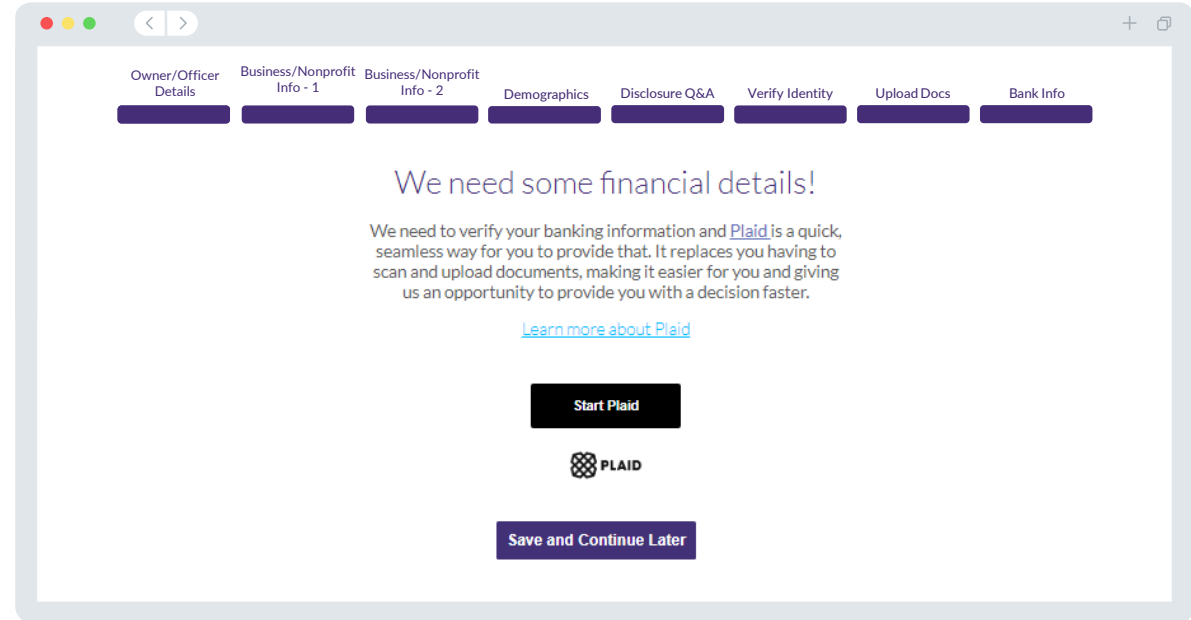 Owner/Officer
Details
Business/Nonprofit
Info - 1
Business/Nonprofit
Info - 2
Demographics
Disclosure Q&A
Verify Identity
Upload Docs
Bank Info
We need some financial details!
We need to verify your banking information and Plaid is a quick,
seamless way for you to provide that. It replaces you having to
scan and upload documents, making it easier for you and giving
us an opportunity to provide you with a decision faster.
Learn more about Plaid
Start Plaid
PLAID
Save and Continue Later